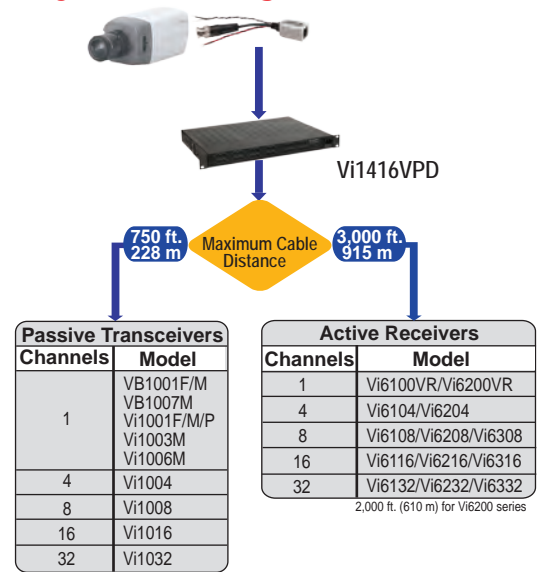 Vi1416VPD
750 ft.
228 m
Maximum Cable
Distance
3,000 ft.
915 m
Passive Transceivers
Channels Model
1
VB1001F/M
VB1007M
Vi1001F/M/P
Vi1003M
Vi1006M
4 Vi1004
8 Vi1008
16 Vi1016
32 Vi1032
Active Receivers
Channels Model
1 Vi6100VR/Vi6200VR
4 Vi6104/Vi6204
8 Vi6108/Vi6208/Vi6308
16 Vi6116/Vi6216/Vi6316
32 Vi6132/Vi6232/Vi6332
2,000 ft. (610 m) for Vi6200 series